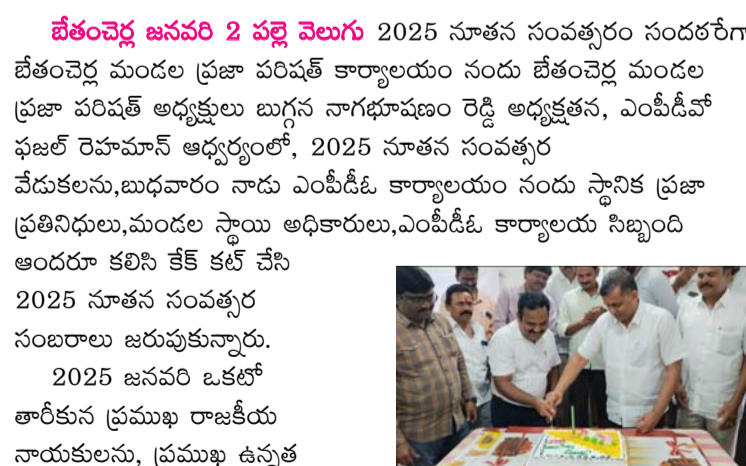 బేతంచెర్ల జనవరి 2 పల్లె వెలుగు 2025 నూతన సంవత్సరం సందఠరేగా
బేతంచెర్ల మండల ప్రజా పరిషత్ కార్యాలయం నందు బేతంచెర్ల మండల
ప్రజా పరిషత్ అధ్యక్షులు బుగ్గన నాగభూషణం రెడ్డి అధ్యక్షతన, ఎంపీడీవో
ఫజల్ రెహమాన్ ఆధ్వర్యంలో, 2025 నూతన సంవత్సర
వేడుకలను,బుధవారం నాడు ఎంపీడీఓ కార్యాలయం నందు స్థానిక ప్రజా
ప్రతినిధులు,మండల స్థాయి అధికారులు,ఎంపీడీఓ కార్యాలయ సిబ్బంది
ఆందరూ కలిసి కేక్ కట్ చేసి
2025 నూతన సంవత్సర
సంబరాలు జరుపుకున్నారు.
2025 జనవరి ఒకటో
తారీకున ప్రముఖ రాజకీయ
నాయకులను, ప్రముఖ ఉన్నత